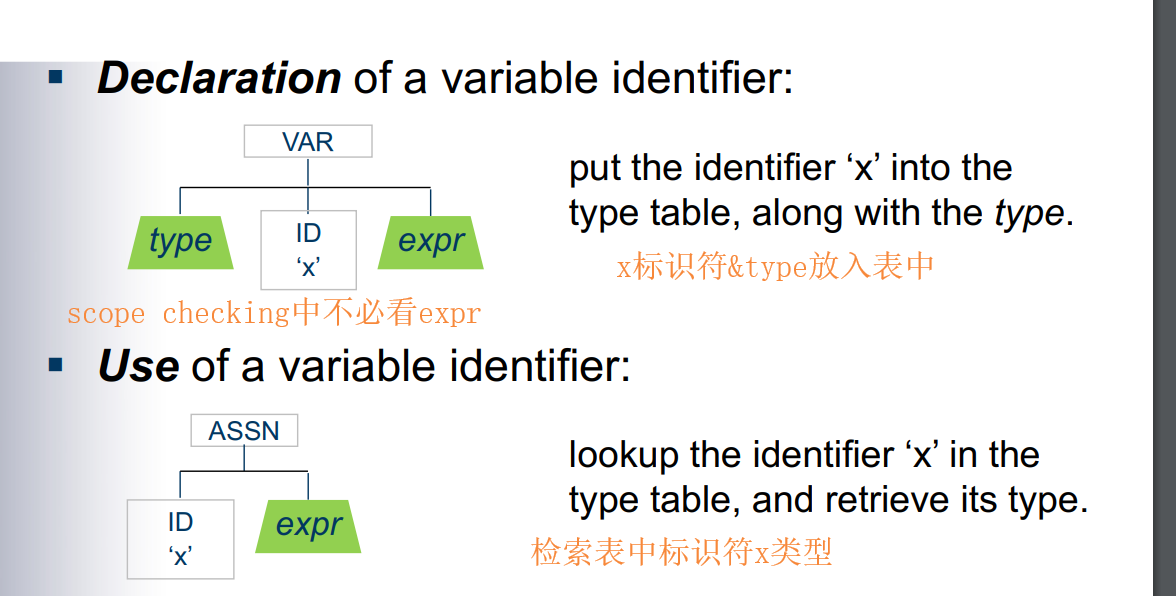 ▪ Declaration of a variable identifier:
VAR
type
ID
‘x’
expr
put the identifier ‘x’ into the
type table, along with the type.
x标识符&type放入表中
scope checking中不必看expr
▪ Use of a variable identifier:
ASSN
ID
‘x’
expr
lookup the identifier ‘x’ in the
type table, and retrieve its type.
检索表中标识符x类型